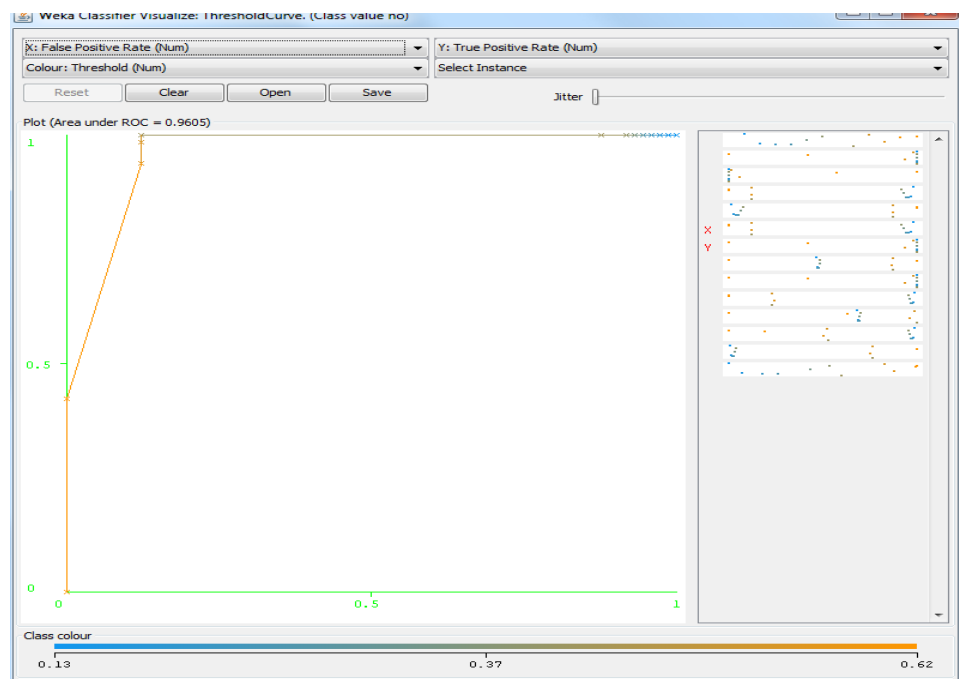 Weka Classifier Visualize: ThresholdCurve. (Class value no)
X: False Positive Rate (Num)
Y: True Positive Rate (Num)
Colour: Threshold (Num)
Select Instance
Reset
Clear
Open
Save
Jitter
Plot (Area under ROC = 0.9605)
1
0.5
0
0
0.5
1
X
Y
Class colour
0.13
0.37
0.62